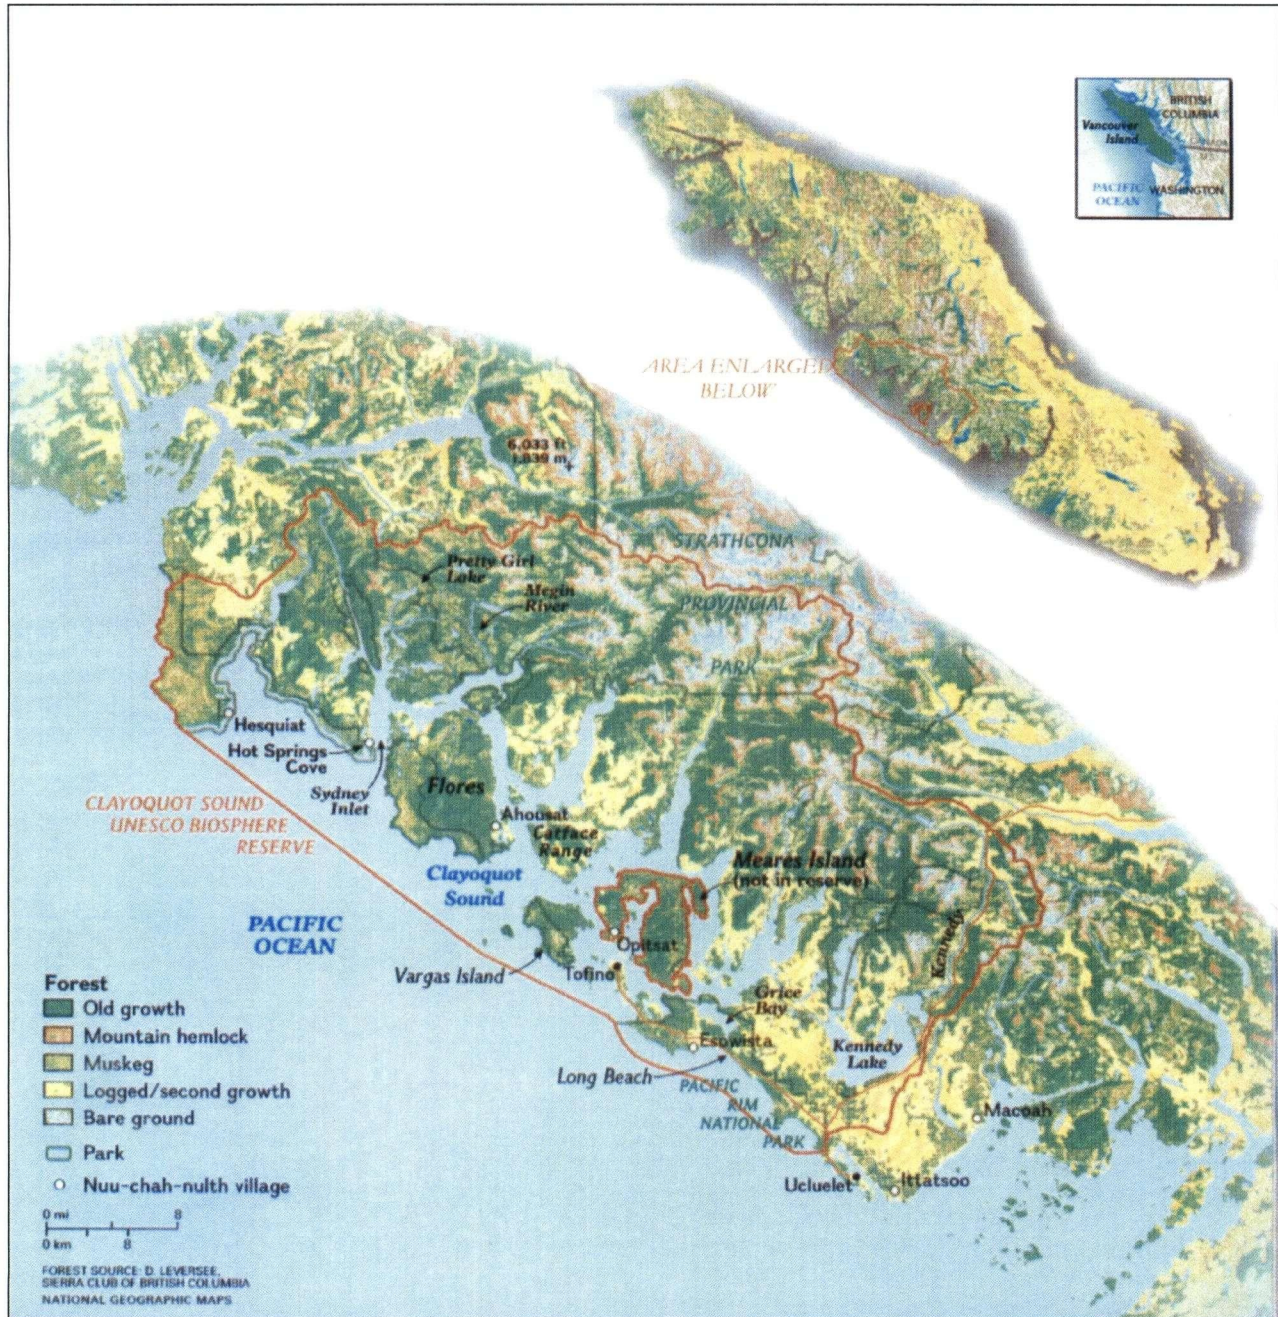 BRITISH
COLUMBIA
Vancouver
Island
CANADA
PACIFIC
OCEAN
WASHINGTON
AREA ENLARGED
BELOW
6,033 ft
1,839 m
STRATHCONA
PROVINCIAL
PARK
Pretty Girl
Lake
Megin
River
Hesquiat
Hot Springs
Cove
Sydney
Inlet
Flores
CLAYOQUOT SOUND
UNESCO BIOSPHERE
RESERVE
Ahousat
Catface
Range
Clayoquot
Sound
Meares Island
(not in reserve)
PACIFIC
OCEAN
Opitsat
Vargas Island
Tofino
Kennedy
Grice
Bay
Esowista
Kennedy
Lake
Long Beach
PACIFIC
RIM
NATIONAL
PARK
Macoah
Ucluelet
Ittatsoo
Forest
Old growth
Mountain hemlock
Muskeg
Logged/second growth
Bare ground
Park
Nuu-chah-nulth village
0 mi 8
0 km 8
FOREST SOURCE: D. LEVERSEE,
SIERRA CLUB OF BRITISH COLUMBIA
NATIONAL GEOGRAPHIC MAPS